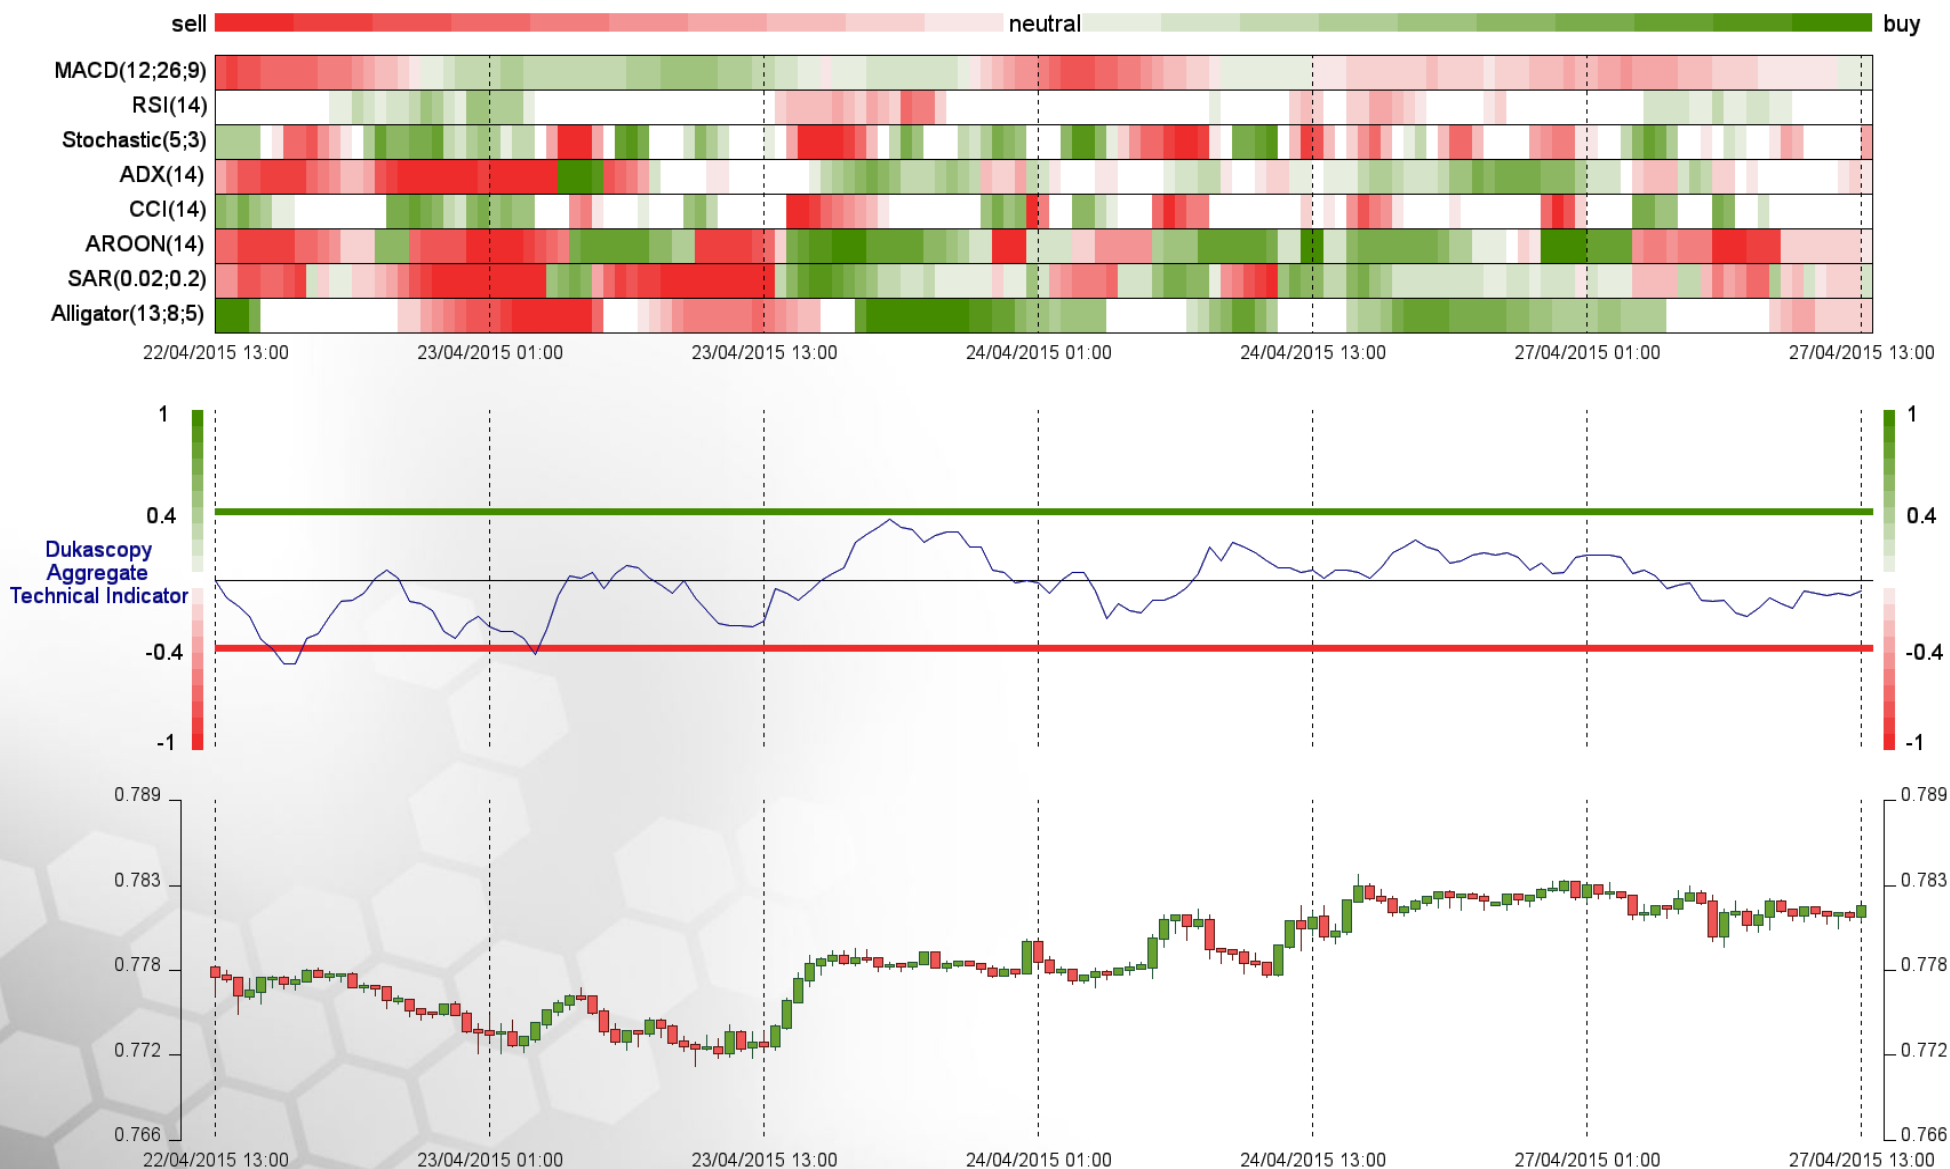 sell neutral buy
MACD(12;26;9)
RSI(14)
Stochastic(5;3)
ADX(14)
CCI(14)
AROON(14)
SAR(0.02;0.2)
Alligator(13;8;5)
22/04/2015 13:00 23/04/2015 01:00 23/04/2015 13:00 24/04/2015 01:00 24/04/2015 13:00 27/04/2015 01:00 27/04/2015 13:00
1 1
0.4 0.4
Dukascopy
Aggregate
Technical Indicator
-0.4 -0.4
-1 -1
0.789 0.789
0.783 0.783
0.778 0.778
0.772 0.772
0.766 0.766
22/04/2015 13:00 23/04/2015 01:00 23/04/2015 13:00 24/04/2015 01:00 24/04/2015 13:00 27/04/2015 01:00 27/04/2015 13:00